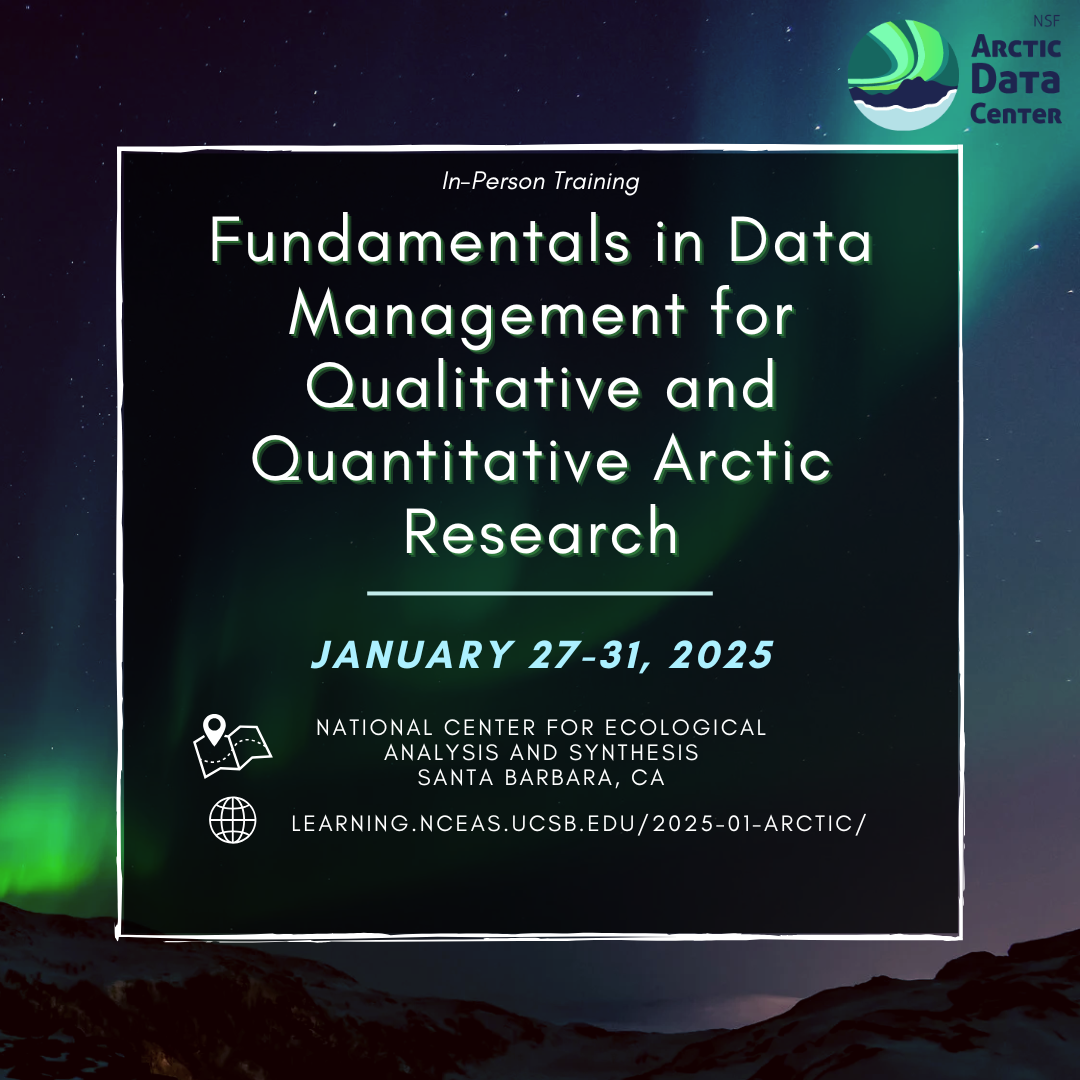 NSF
Arctic
Data
Center
In-Person Training
Fundamentals in Data
Management for
Qualitative and
Quantitative Arctic
Research
JANUARY 27-31, 2025
NATIONAL CENTER FOR ECOLOGICAL
ANALYSIS AND SYNTHESIS
SANTA BARBARA, CA
LEARNING.NCEAS.UCSB.EDU/2025-01-ARCTIC/